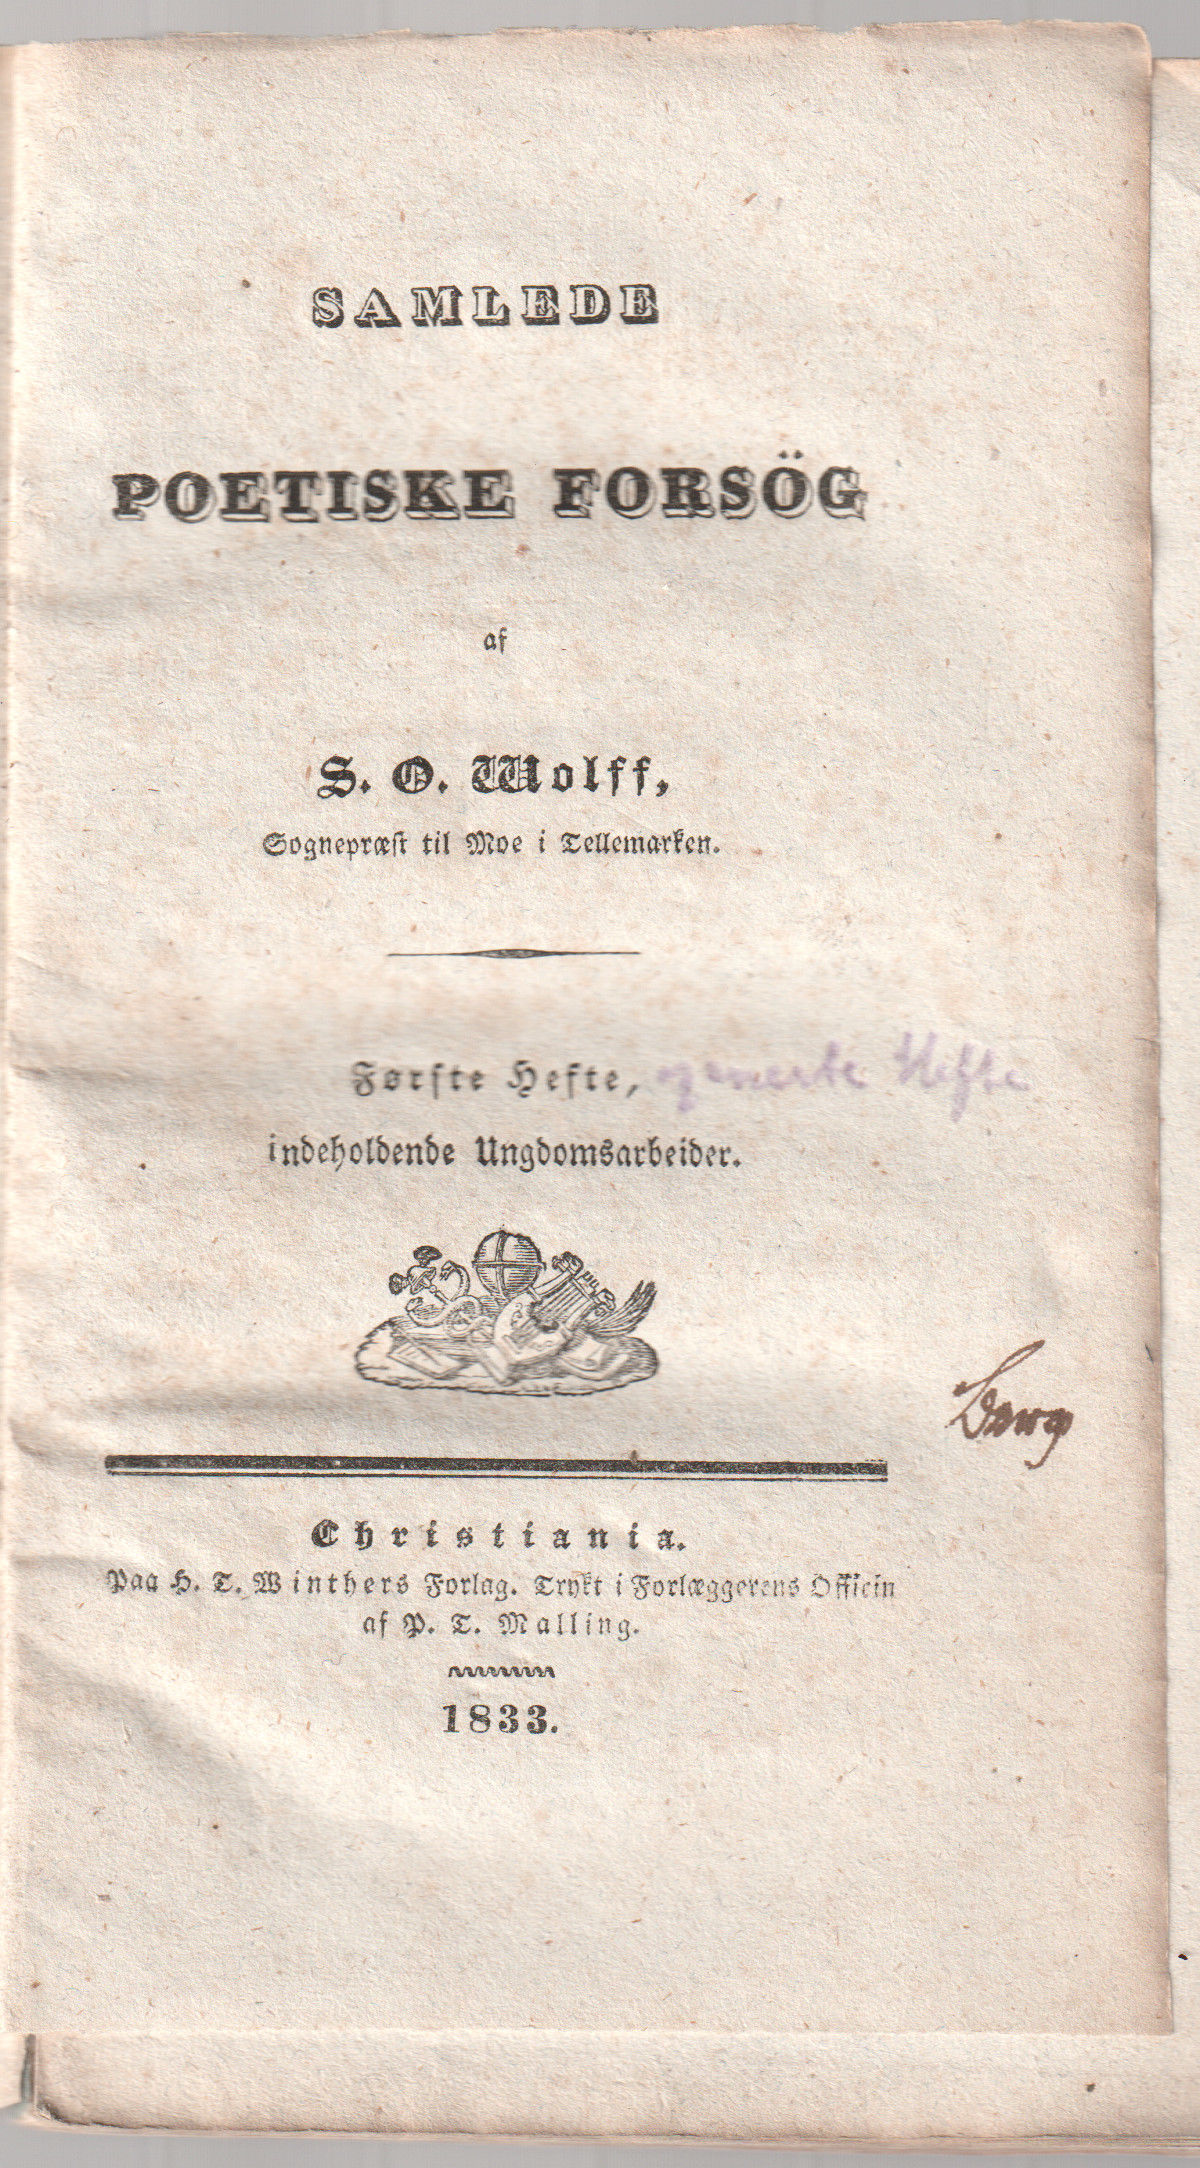 SAMLEDE
POETISKE FORSÖG
af
S. O. Wolff,
Sognepræst til Moe i Tellemarken.
Første Hefte, Hefte
indeholdende Ungdomsarbeider.
Christiania.
Paa H. T. Winthers Forlag. Trykt i Forlæggerens Officin
af P. T. Malling.
1833.